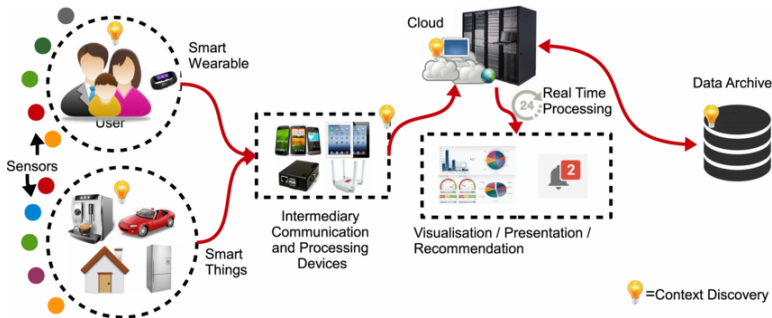 Smart
Wearable
User
Sensors
Smart
Things
Intermediary
Communication
and Processing
Devices
Cloud
24
Real Time
Processing
2
Visualisation / Presentation /
Recommendation
Data Archive
=Context Discovery